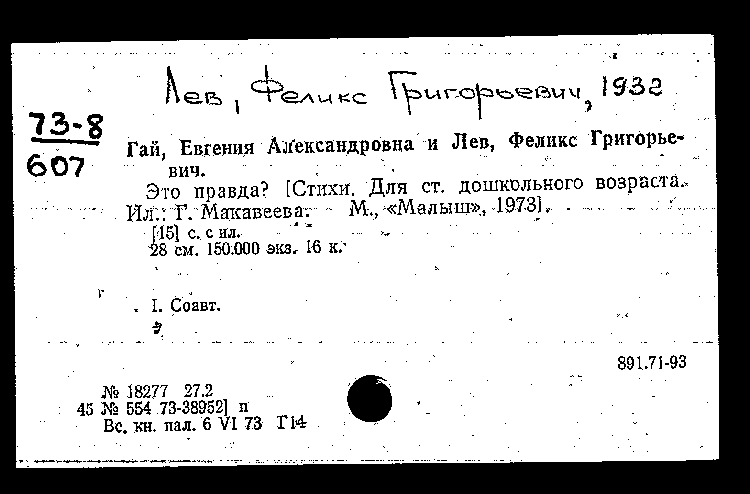 Лев, Феликс Григорьевич, 1932
73-8
607
Гай, Евгения Александровна и Лев, Феликс Григорье-
вич.
Это правда? [Стихи. Для ст. дошкольного возраста.
Ил.: Г. Макавеева. М., «Малыш», 1973].
[15] с. с ил.
28 см. 150.000 экз. 16 к.
I. Соавт.
891.71-93
№ 18277 27.2
45 № 554 73-38952] п
Вс. кн. пал. 6 VI 73 Г14